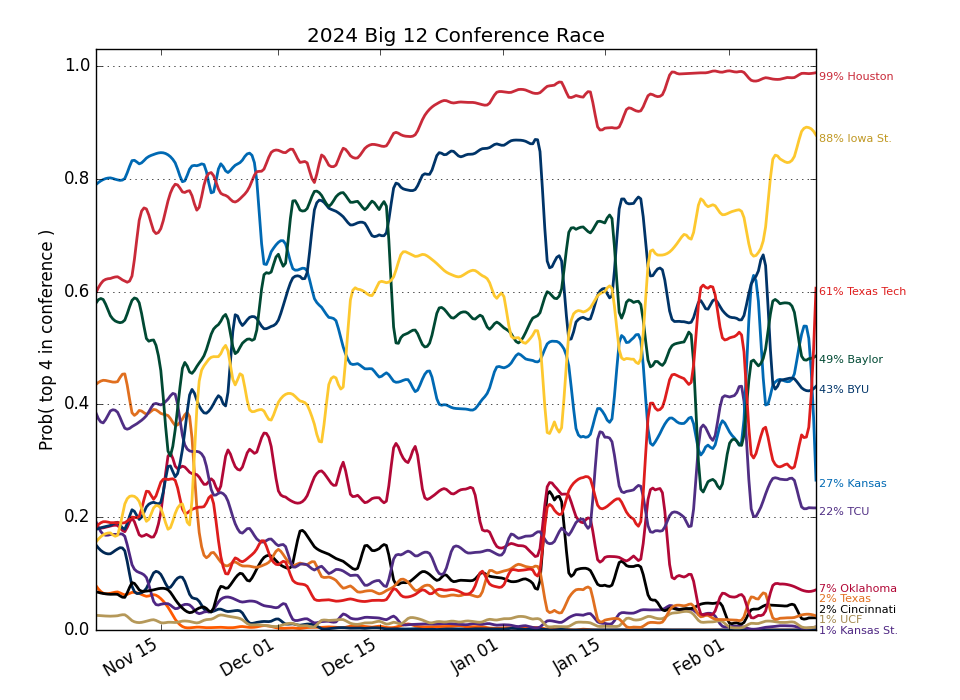 2024 Big 12 Conference Race
Prob( top 4 in conference )
1.0
0.8
0.6
0.4
0.2
0.0
Nov 15
Dec 01
Dec 15
Jan 01
Jan 15
Feb 01
99% Houston
88% Iowa St.
61% Texas Tech
49% Baylor
43% BYU
27% Kansas
22% TCU
7% Oklahoma
2% Texas
2% Cincinnati
1% UCF
1% Kansas St.